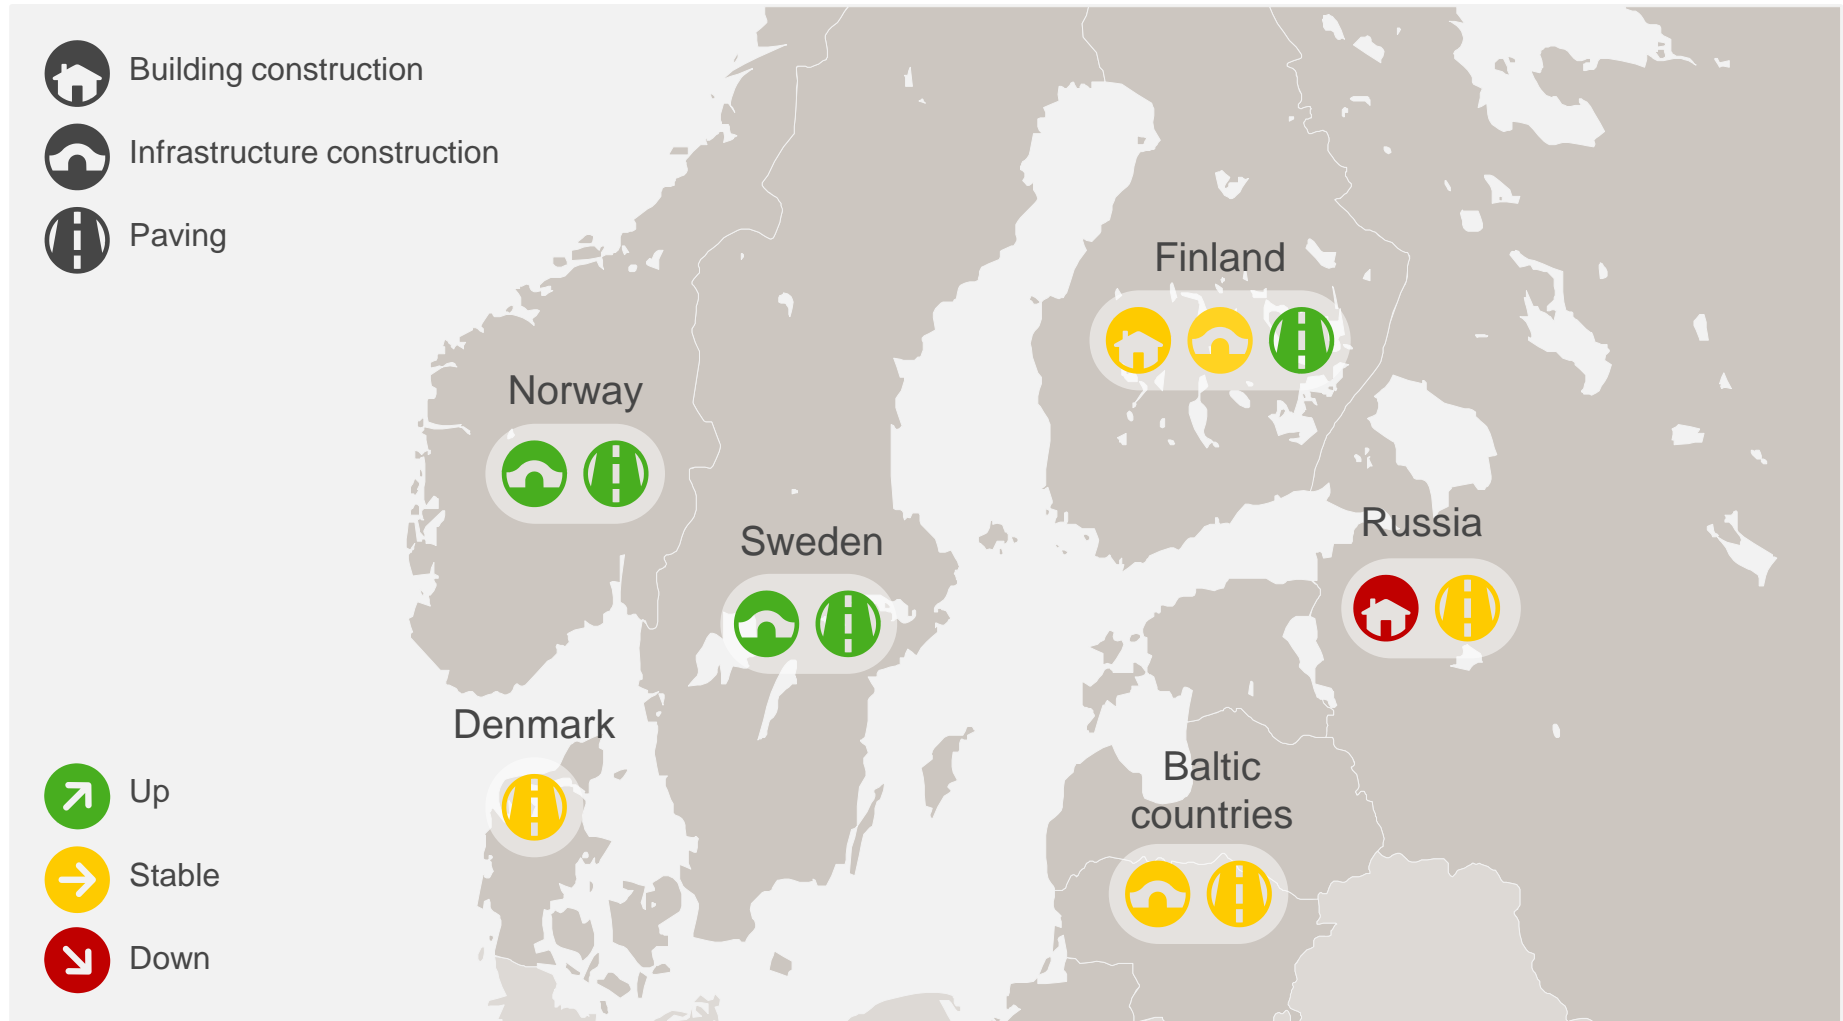 Building construction
Infrastructure construction
Paving
Finland
Norway
Russia
Sweden
Denmark
Baltic
countries
Up
Stable
Down